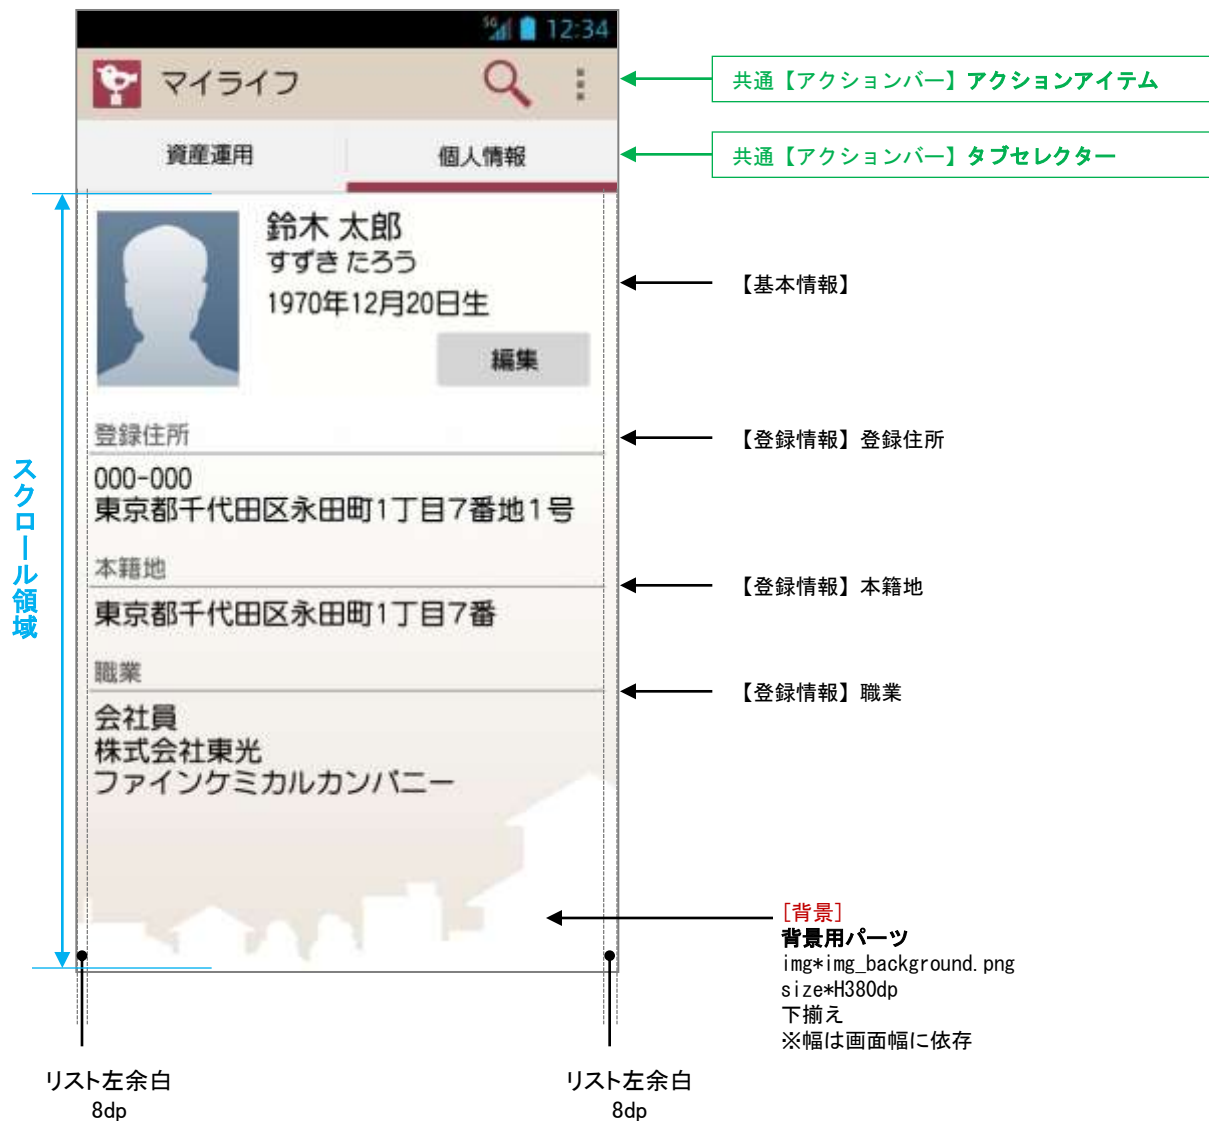 5G 12:34
マイライフ
共通【アクションバー】アクションアイテム
資産運用
個人情報
共通【アクションバー】タブセレクター
鈴木 太郎
すずき たろう
1970年12月20日生
編集
【基本情報】
登録住所
【登録情報】登録住所
000-000
東京都千代田区永田町1丁目7番地1号
スクロール領域
本籍地
【登録情報】本籍地
東京都千代田区永田町1丁目7番
職業
【登録情報】職業
会社員
株式会社東光
ファインケミカルカンパニー
[背景]
背景用パーツ
img*img_background.png
size*H380dp
下揃え
※幅は画面幅に依存
リスト左余白
8dp
リスト左余白
8dp